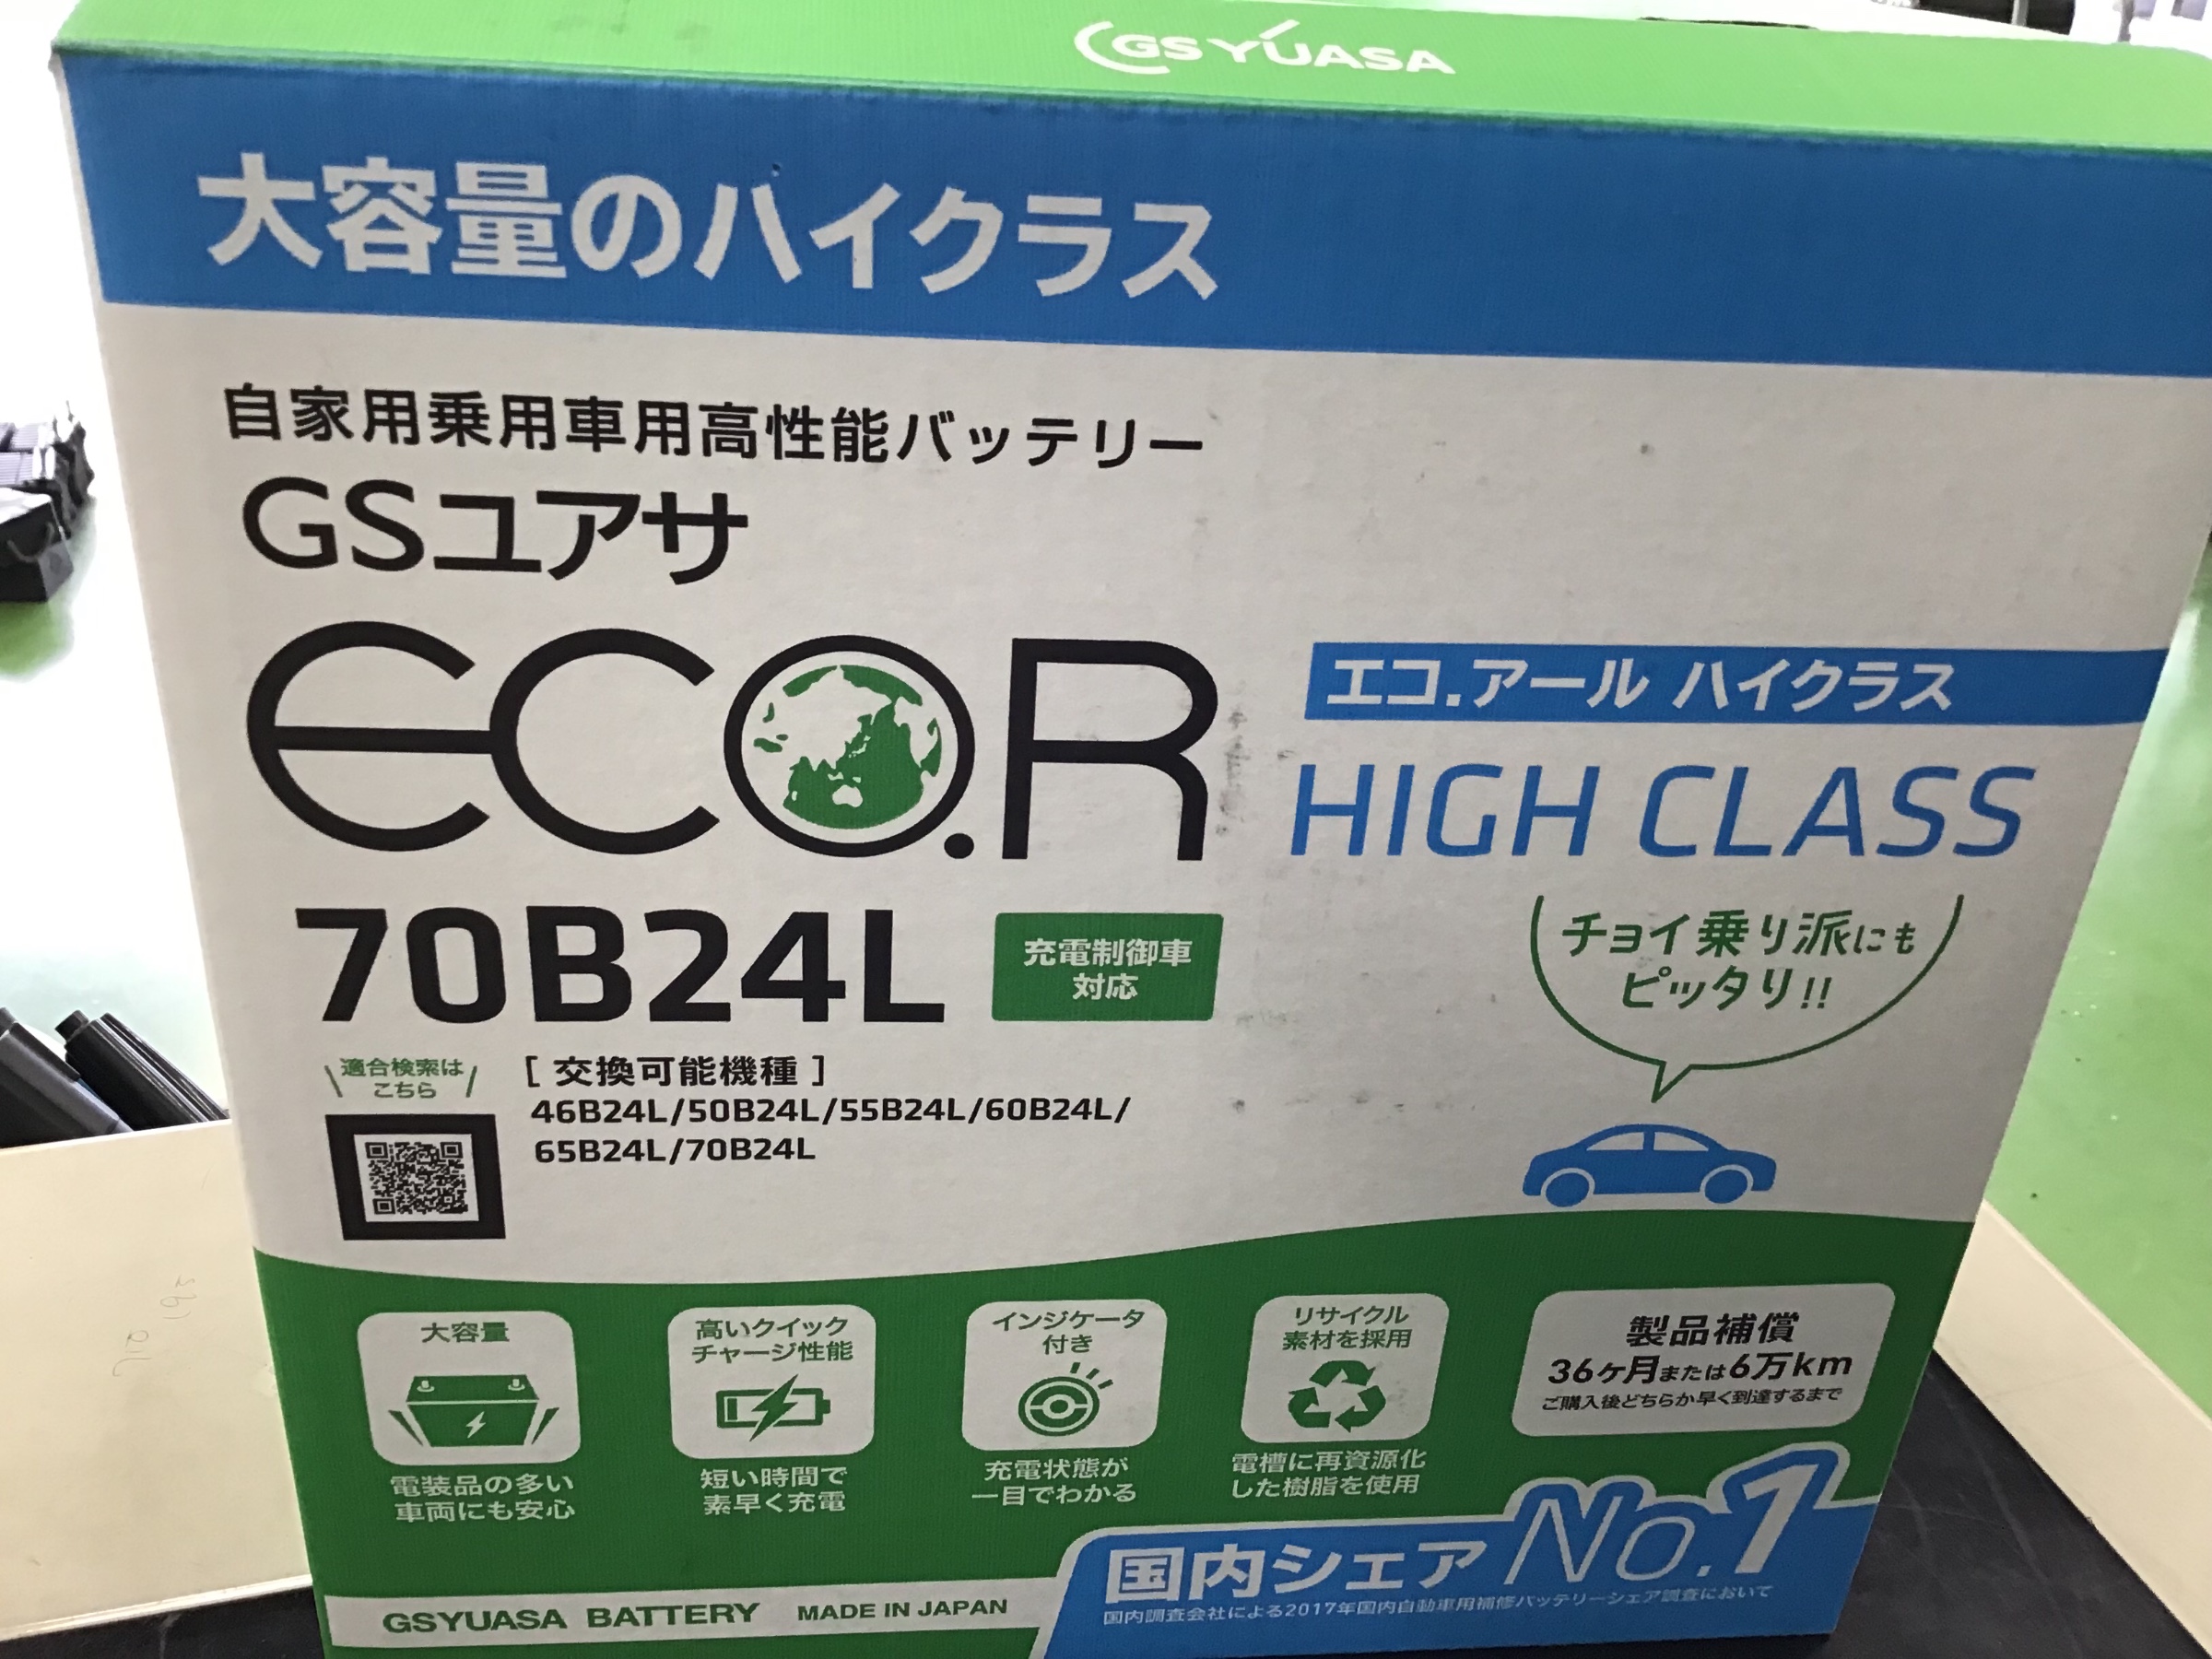 GS YUASA
大容量のハイクラス
自家用乗用車用高性能バッテリー
GSユアサ
eCO.R
エコ.アール ハイクラス
HIGH CLASS
70B24L
充電制御車
対応
チョイ乗り派にも
ピッタリ!!
適合検索は
こちら
[ 交換可能機種 ]
46B24L/50B24L/55B24L/60B24L/
65B24L/70B24L
大容量
電装品の多い
車両にも安心
高いクイック
チャージ性能
短い時間で
素早く充電
インジケータ
付き
充電状態が
一目でわかる
リサイクル
素材を採用
電槽に再資源化
した樹脂を使用
製品補償
36ヶ月または6万km
ご購入後どちらか早く到達するまで
国内シェア No.1
国内調査会社による2017年国内自動車用補修バッテリーシェア調査において
GSYUASA BATTERY MADE IN JAPAN